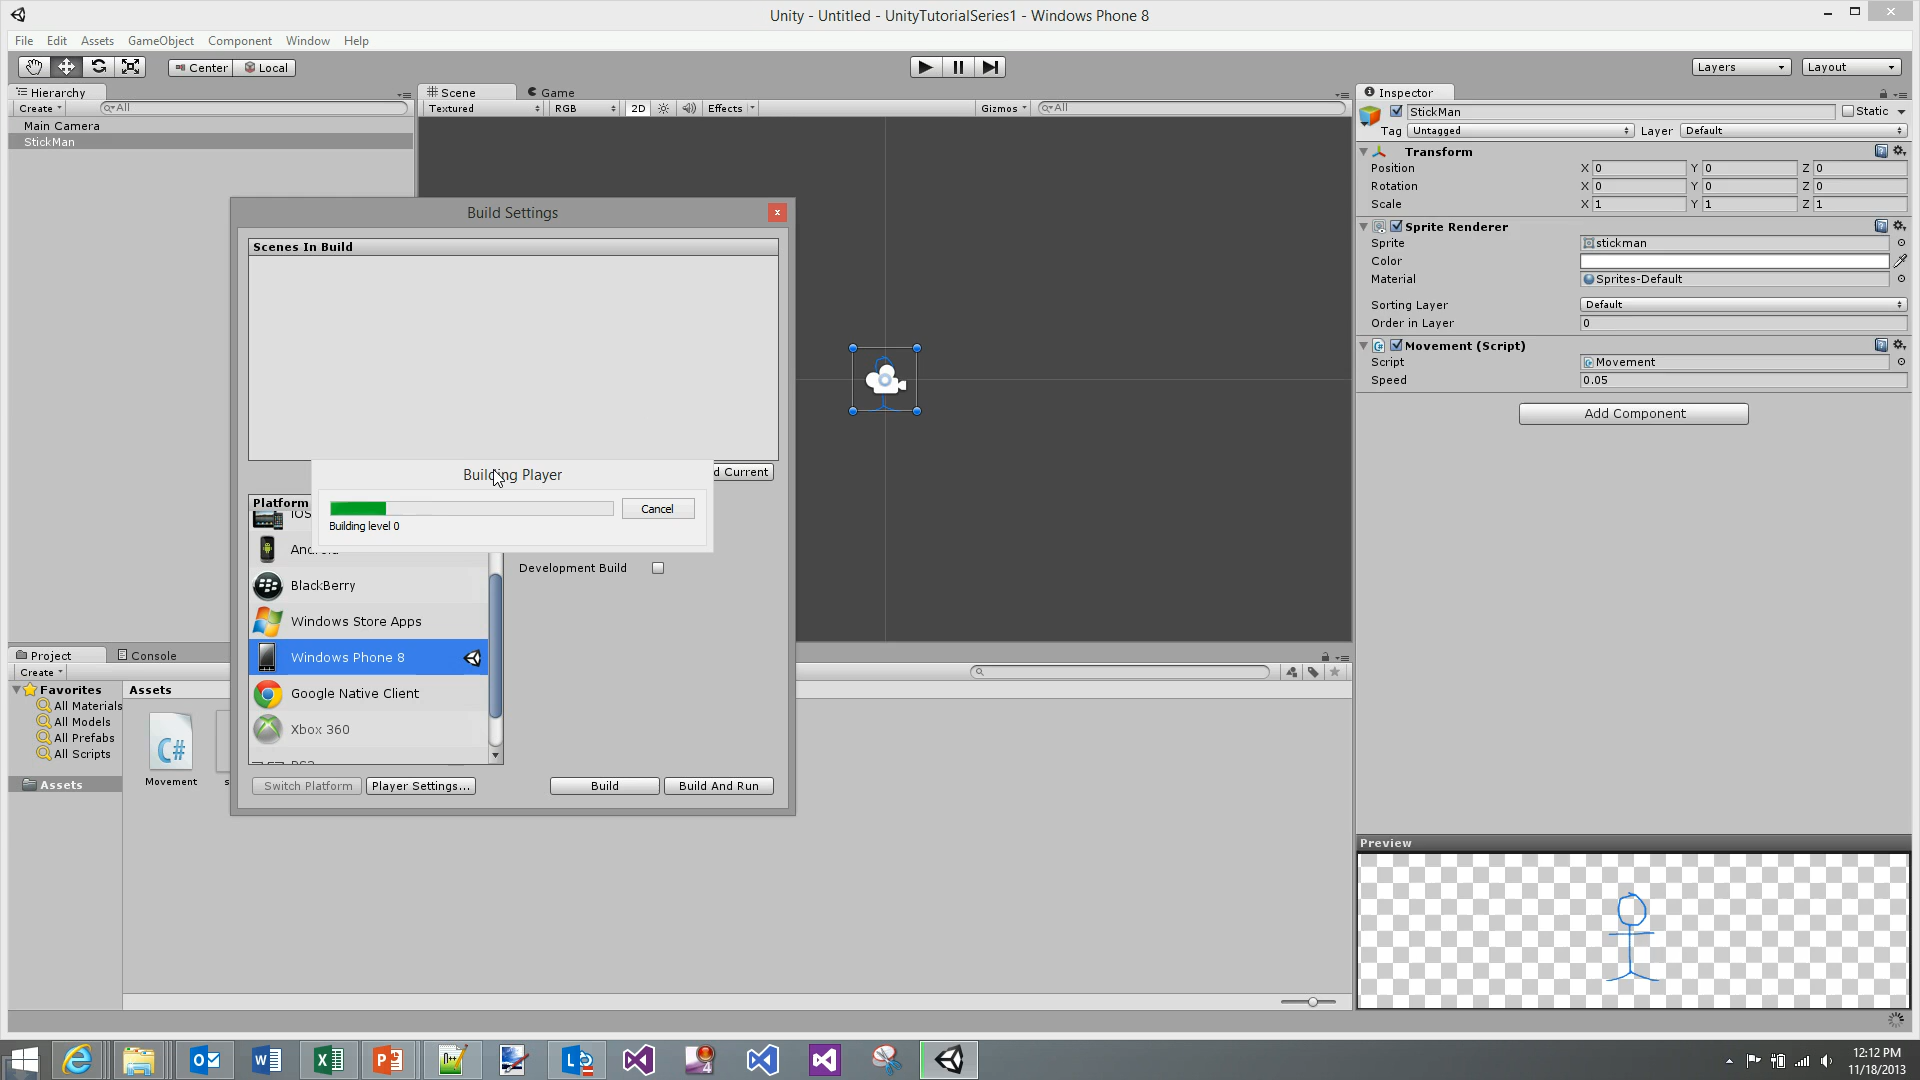 Unity - Untitled - UnityTutorialSeries1 - Windows Phone 8
File Edit Assets GameObject Component Window Help
Center Local Layers Layout
Hierarchy
Create All
Main Camera
StickMan
Scene Game
Textured RGB 2D Effects Gizmos All
Inspector
StickMan Static
Tag Untagged Layer Default
Transform
Position X 0 Y 0 Z 0
Rotation X 0 Y 0 Z 0
Scale X 1 Y 1 Z 1
Sprite Renderer
Sprite stickman
Color
Material Sprites-Default
Sorting Layer Default
Order in Layer 0
Movement (Script)
Script Movement
Speed 0.05
Add Component
Build Settings
Scenes In Build
d Current
Building Player
Cancel
Building level 0
Platform
iOS
BlackBerry
Windows Store Apps
Windows Phone 8
Google Native Client
Xbox 360
Development Build
Switch Platform Player Settings... Build Build And Run
Project Console
Create
Favorites
All Materials
All Models
All Prefabs
All Scripts
Assets
Assets
C#
Movement
Preview
12:12 PM
11/18/2013